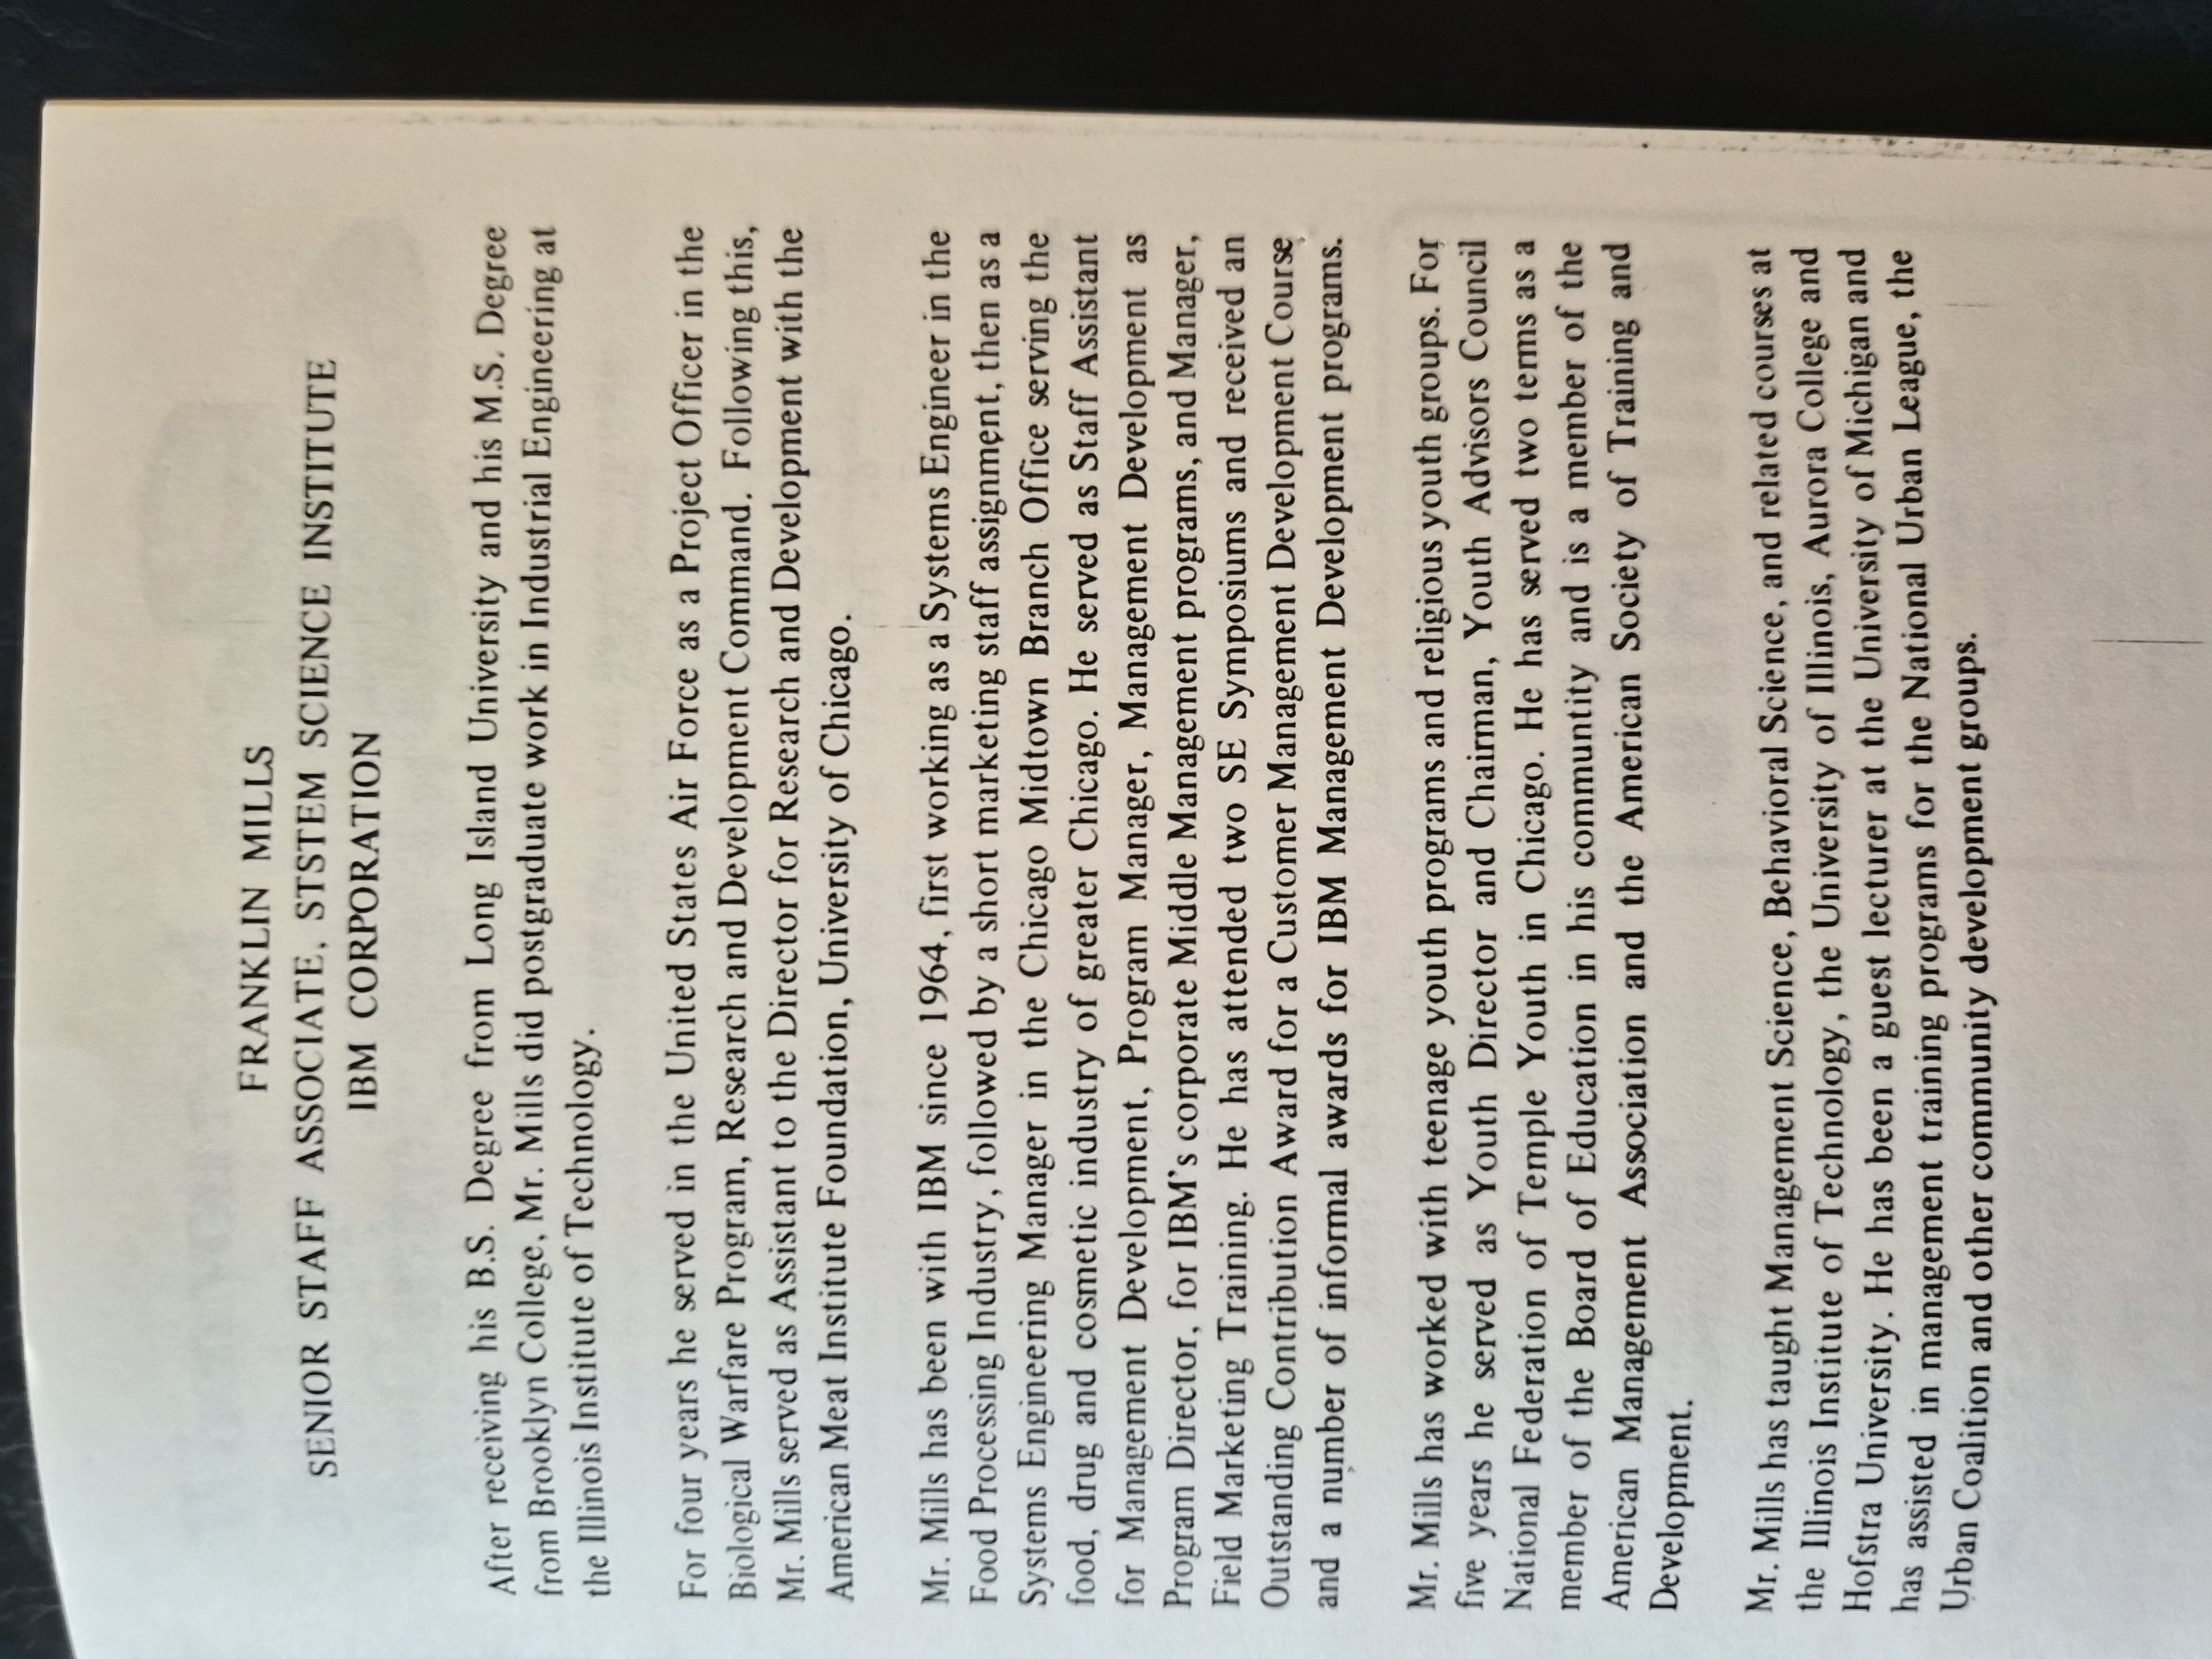 FRANKLIN MILLS
SENIOR STAFF ASSOCIATE, STSTEM SCIENCE INSTITUTE
IBM CORPORATION
After receiving his B.S. Degree from Long Island University and his M.S. Degree
from Brooklyn College, Mr. Mills did postgraduate work in Industrial Engineering at
the Illinois Institute of Technology.
For four years he served in the United States Air Force as a Project Officer in the
Biological Warfare Program, Research and Development Command. Following this,
Mr. Mills served as Assistant to the Director for Research and Development with the
American Meat Institute Foundation, University of Chicago.
Mr. Mills has been with IBM since 1964, first working as a Systems Engineer in the
Food Processing Industry, followed by a short marketing staff assignment, then as a
Systems Engineering Manager in the Chicago Midtown Branch Office serving the
food, drug and cosmetic industry of greater Chicago. He served as Staff Assistant
for Management Development, Program Manager, Management Development as
Program Director, for IBM's corporate Middle Management programs, and Manager,
Field Marketing Training. He has attended two SE Symposiums and received an
Outstanding Contribution Award for a Customer Management Development Course
and a number of informal awards for IBM Management Development programs.
Mr. Mills has worked with teenage youth programs and religious youth groups. For
five years he served as Youth Director and Chairman, Youth Advisors Council
National Federation of Temple Youth in Chicago. He has served two terms as a
member of the Board of Education in his communtity and is a member of the
American Management Association and the American Society of Training and
Development.
Mr. Mills has taught Management Science, Behavioral Science, and related courses at
the Illinois Institute of Technology, the University of Illinois, Aurora College and
Hofstra University. He has been a guest lecturer at the University of Michigan and
has assisted in management training programs for the National Urban League, the
Urban Coalition and other community development groups.